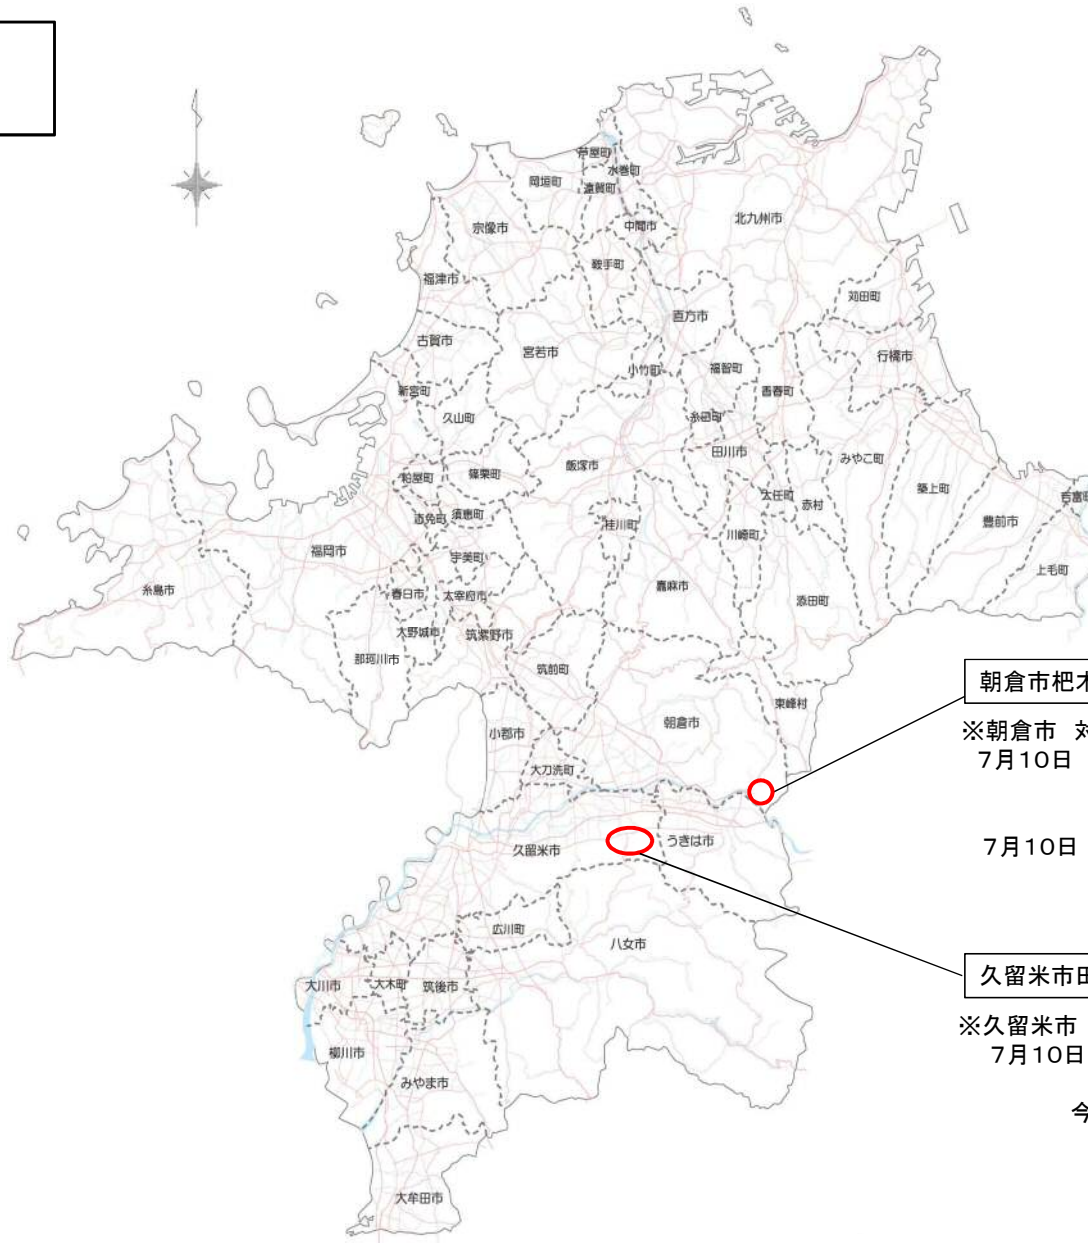 芦屋町
水巻町
岡垣町
遠賀町
北九州市
中間市
宗像市
鞍手町
福津市
苅田町
直方市
古賀市
宮若市
行橋市
小竹町
福智町
新宮町
香春町
久山町
糸田町
田川市
みやこ町
飯塚市
篠栗町
粕屋町
築上町
大任町
赤村
志免町
須恵町
桂川町
豊前市
川崎町
福岡市
宇美町
上毛町
糸島市
嘉麻市
春日市
太宰府市
添田町
大野城市
筑紫野市
那珂川市
筑前町
朝倉市杷木
東峰村
朝倉市
※朝倉市 対
小郡市
7月10日
大刀洗町
うきは市
久留米市
7月10日
広川町
八女市
大川市
大木町
筑後市
久留米市田
※久留米市
柳川市
7月10日
みやま市
今
大牟田市